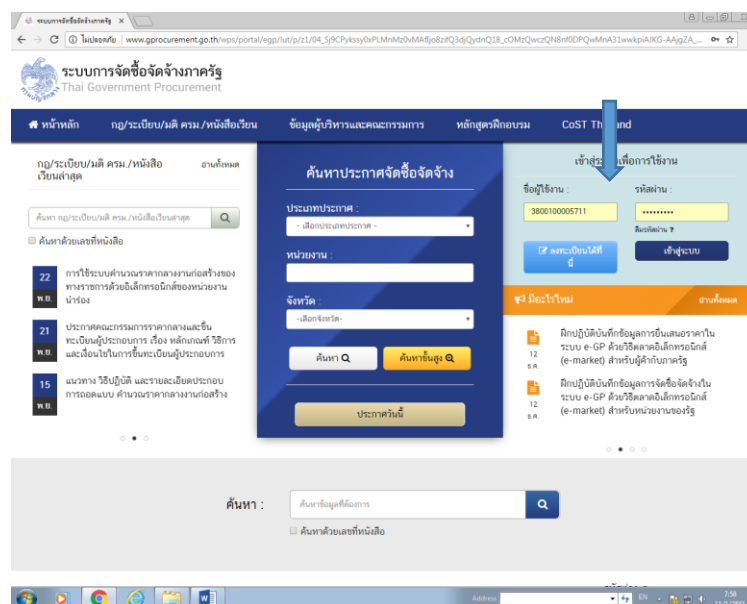 ระบบการจัดซื้อจัดจ้างภาครัฐ
ไม่ปลอดภัย | www.gprocurement.go.th/wps/portal/egp/
ระบบการจัดซื้อจัดจ้างภาครัฐ
Thai Government Procurement
หน้าหลัก กฎ/ระเบียบ/มติ ครม./หนังสือเวียน ข้อมูลผู้บริหารและคณะกรรมการ หลักสูตรฝึกอบรม CoST Th and
กฎ/ระเบียบ/มติ ครม./หนังสือ
เวียนล่าสุด
อ่านทั้งหมด
ค้นหา กฎ/ระเบียบ/มติ ครม./หนังสือเวียนล่าสุด
ค้นหาด้วยเลขที่หนังสือ
22
พ.ย.
การใช้ระบบคำนวณราคากลางงานก่อสร้างของ
ทางราชการด้วยอิเล็กทรอนิกส์ของหน่วยงาน
นำร่อง
21
พ.ย.
ประกาศคณะกรรมการราคากลางและขึ้น
ทะเบียนผู้ประกอบการ เรื่อง หลักเกณฑ์ วิธีการ
และเงื่อนไขในการขึ้นทะเบียนผู้ประกอบการ
15
พ.ย.
แนวทาง วิธีปฏิบัติ และรายละเอียดประกอบ
การถอดแบบ คำนวณราคากลางงานก่อสร้าง
ค้นหาประกาศจัดซื้อจัดจ้าง
ประเภทประกาศ :
- เลือกประเภทประกาศ -
หน่วยงาน :
จังหวัด :
-เลือกจังหวัด-
ค้นหา
ค้นหาขั้นสูง
ประกาศวันนี้
เข้าสู่ระ เพื่อการใช้งาน
ชื่อผู้ใช้งาน : รหัสผ่าน :
3800100005711 •••••••••
ลืมรหัสผ่าน ?
ลงทะเบียนได้ที่
นี่
เข้าสู่ระบบ
มีอะไรใหม่ อ่านทั้งหมด
12
ธ.ค.
ฝึกปฏิบัติบันทึกข้อมูลการยื่นเสนอราคาใน
ระบบ e-GP ด้วยวิธีตลาดอิเล็กทรอนิกส์
(e-market) สำหรับผู้ค้ากับภาครัฐ
12
ธ.ค.
ฝึกปฏิบัติบันทึกข้อมูลการจัดซื้อจัดจ้างใน
ระบบ e-GP ด้วยวิธีตลาดอิเล็กทรอนิกส์
(e-market) สำหรับหน่วยงานของรัฐ
ค้นหา :
ค้นหาข้อมูลที่ต้องการ
ค้นหาด้วยเลขที่หนังสือ
Address
EN
7:58